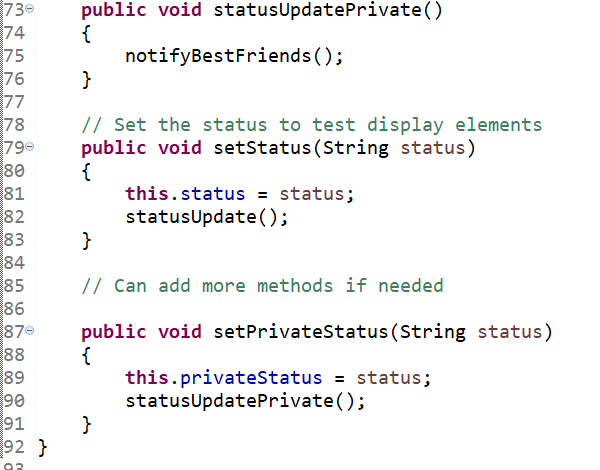 73 public void statusUpdatePrivate()
74 {
75 notifyBestFriends();
76 }
77
78 // Set the status to test display elements
79 public void setStatus(String status)
80 {
81 this.status = status;
82 statusUpdate();
83 }
84
85 // Can add more methods if needed
86
87 public void setPrivateStatus(String status)
88 {
89 this.privateStatus = status;
90 statusUpdatePrivate();
91 }
92 }
93